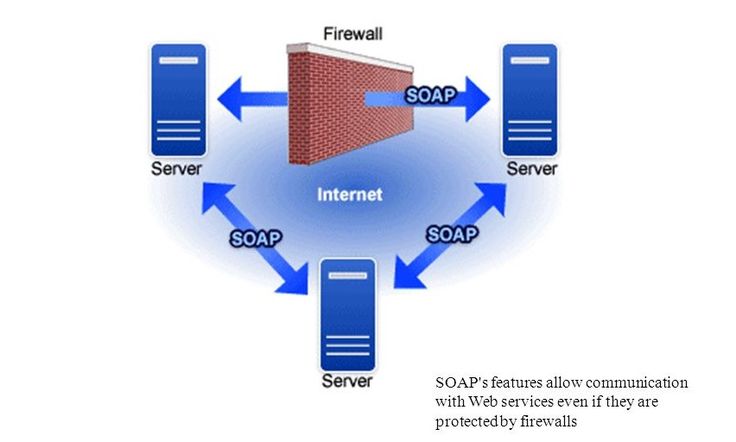 Firewall
SOAP
Server
Server
Internet
SOAP
SOAP
Server
SOAP's features allow communication
with Web services even if they are
protected by firewalls